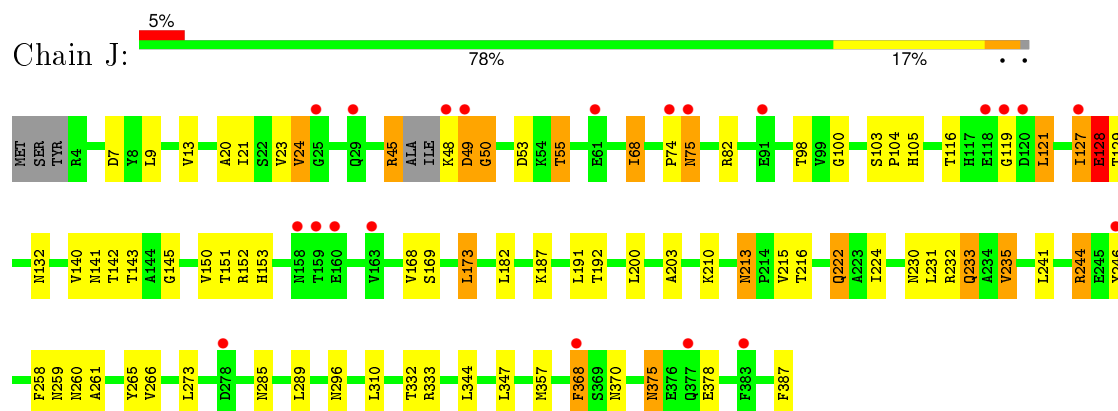 5%
Chain J:
78% 17% • •
MET SER TYR R4 D7 Y8 L9 V13 A20 I21 S22 V23 V24 G25 Q29 R45 ALA ILE K48 D49 G50 D53 K54 T55 E61 I68 P74 N75 R82 E91 T98 V99 G100 S103 P104 H105 T116 H117 E118 G119 D120 L121 I127 E128 T129
N132 V140 N141 T142 T143 A144 G145 V150 T151 R152 H153 N158 T159 E160 V163 V168 S169 L173 L182 K187 L191 T192 L200 A203 K210 N213 P214 V215 T216 Q222 A223 I224 N230 L231 R232 Q233 A234 V235 L241 R244 E245 Y246
F258 N259 N260 A261 Y265 V266 L273 D278 N285 L289 N296 L310 T332 R333 L344 L347 M357 F368 S369 N370 N375 E376 Q377 E378 F383 F387